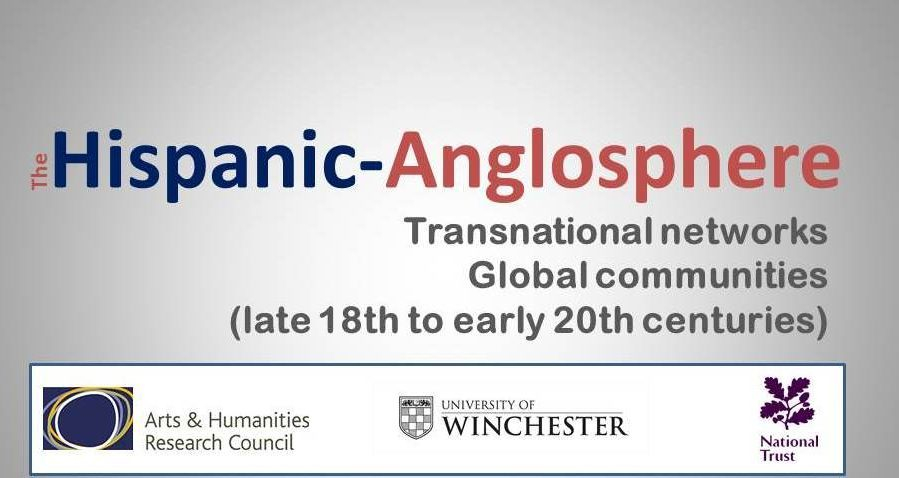 The Hispanic-Anglosphere
Transnational networks
Global communities
(late 18th to early 20th centuries)
Arts & Humanities
Research Council
UNIVERSITY OF
WINCHESTER
National
Trust